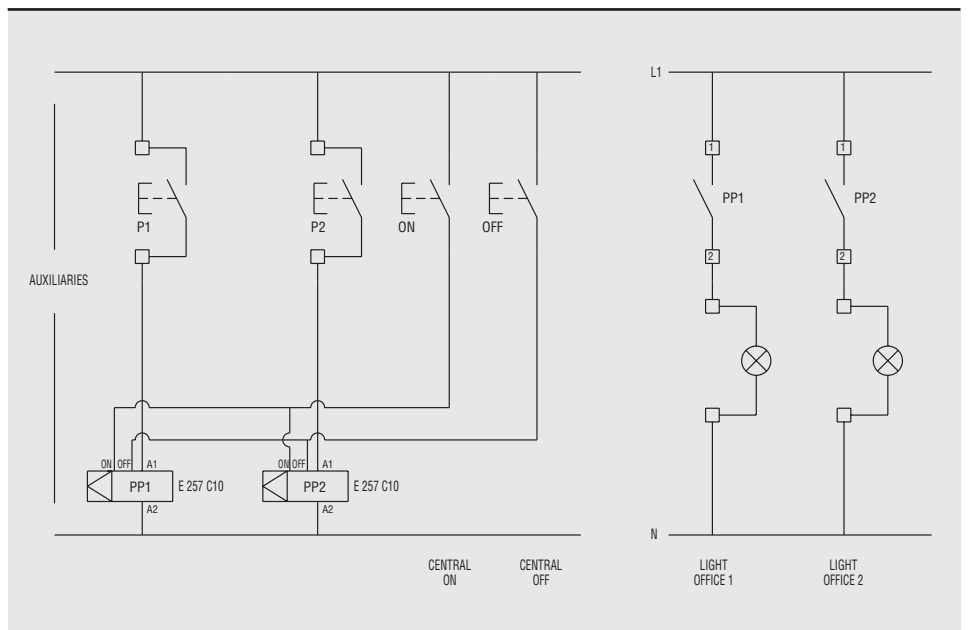 L1
1
1
P1
P2
ON
OFF
PP1
PP2
2
2
AUXILIARIES
ON OFF A1
ON OFF A1
PP1
E 257 C10
PP2
E 257 C10
A2
A2
N
CENTRAL
ON
CENTRAL
OFF
LIGHT
OFFICE 1
LIGHT
OFFICE 2